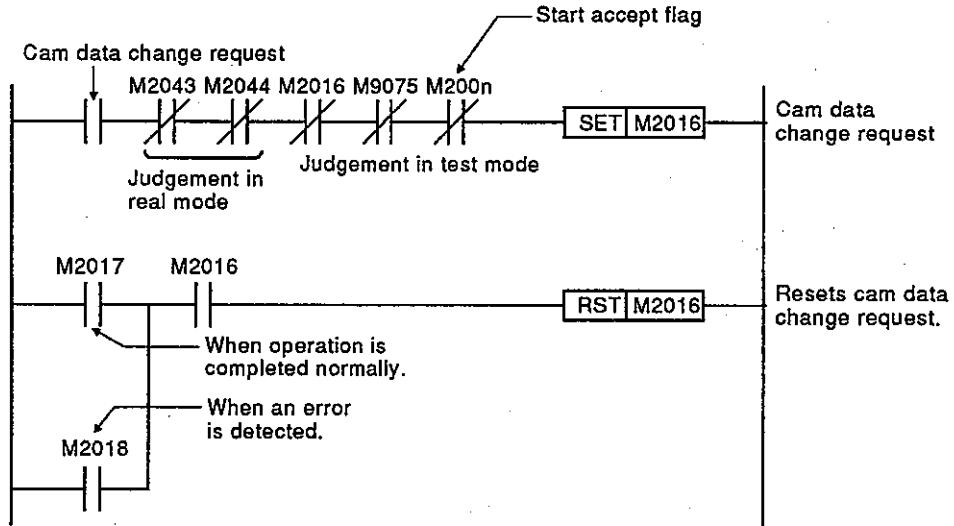 Start accept flag
Cam data change request
M2043 M2044 M2016 M9075 M200n
SET M2016
Cam data
change request
Judgement in
real mode
Judgement in test mode
M2017 M2016
RST M2016
Resets cam data
change request.
When operation is
completed normally.
When an error
is detected.
M2018